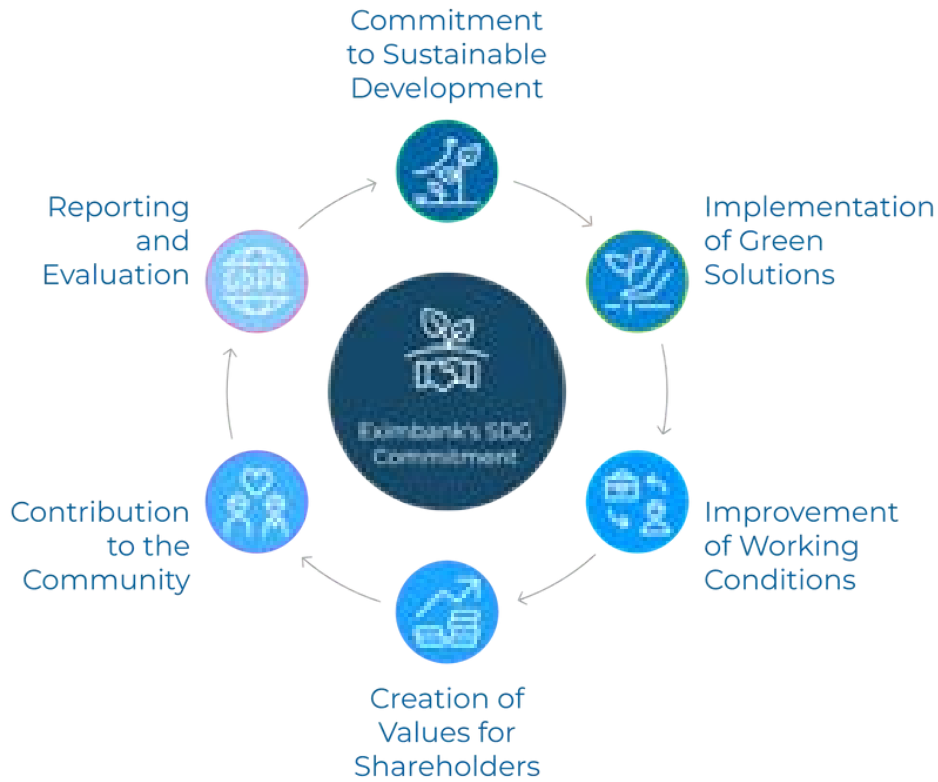 Commitment
to Sustainable
Development
Implementation
of Green
Solutions
Improvement
of Working
Conditions
Creation of
Values for
Shareholders
Contribution
to the
Community
Reporting
and
Evaluation
GDPR
Eximbank's SDG
Commitment